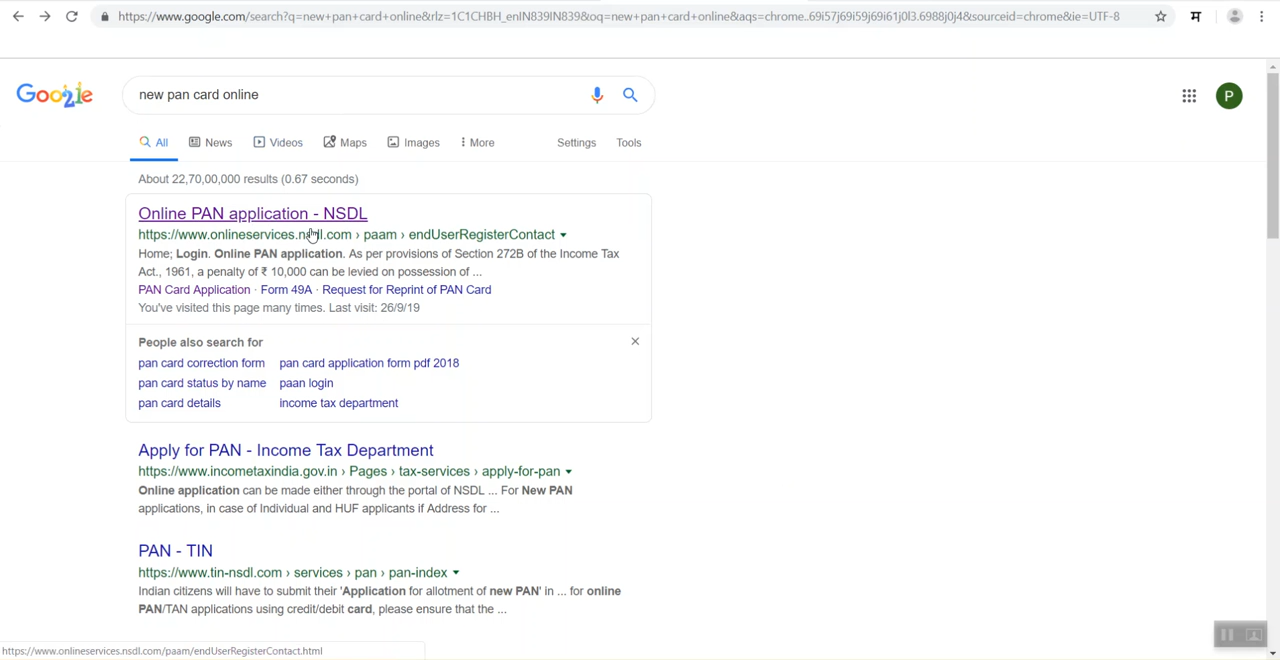 https://www.google.com/search?q=new+pan+card+online&rlz=1C1CHBH_enIN839IN839&oq=new+pan+card+online&aqs=chrome..69i57j69i59j69i61j0l3.6988j0j4&sourceid=chrome&ie=UTF-8
म
Google
new pan card online
P
All News Videos Maps Images More Settings Tools
About 22,70,00,000 results (0.67 seconds)
Online PAN application - NSDL
https://www.onlineservices.nsdl.com › paam › endUserRegisterContact
Home; Login. Online PAN application. As per provisions of Section 272B of the Income Tax
Act., 1961, a penalty of ₹ 10,000 can be levied on possession of ...
PAN Card Application · Form 49A · Request for Reprint of PAN Card
You've visited this page many times. Last visit: 26/9/19
People also search for
pan card correction form pan card application form pdf 2018
pan card status by name paan login
pan card details income tax department
Apply for PAN - Income Tax Department
https://www.incometaxindia.gov.in › Pages › tax-services › apply-for-pan
Online application can be made either through the portal of NSDL ... For New PAN
applications, in case of Individual and HUF applicants if Address for ...
PAN - TIN
https://www.tin-nsdl.com › services › pan › pan-index
Indian citizens will have to submit their 'Application for allotment of new PAN' in ... for online
PAN/TAN applications using credit/debit card, please ensure that the ...
https://www.onlineservices.nsdl.com/paam/endUserRegisterContact.html